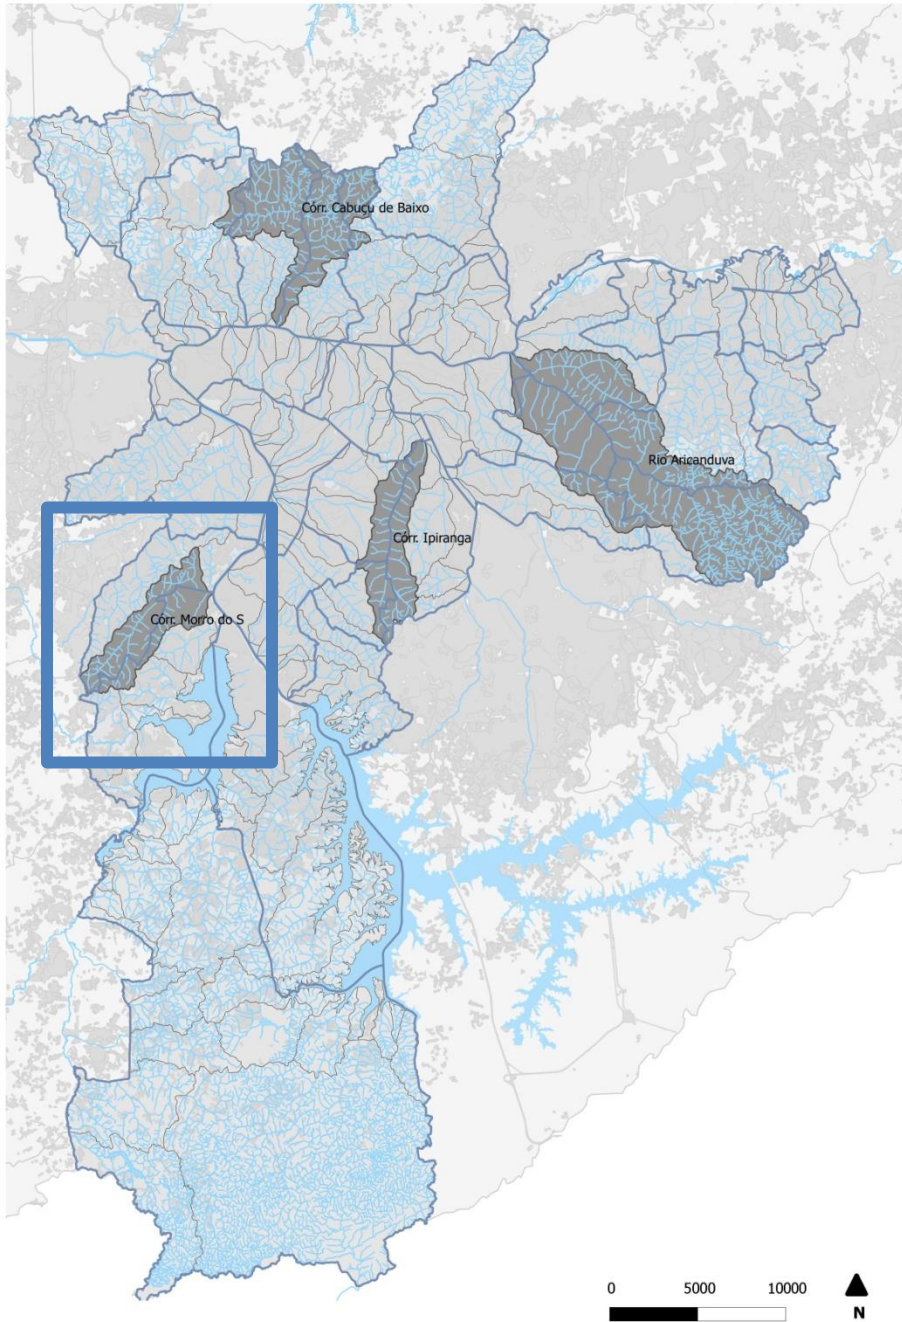 Córr. Cabuçu de Baixo
Rio Aricanduva
Córr. Ipiranga
Córr. Morro do S
0 5000 10000
N